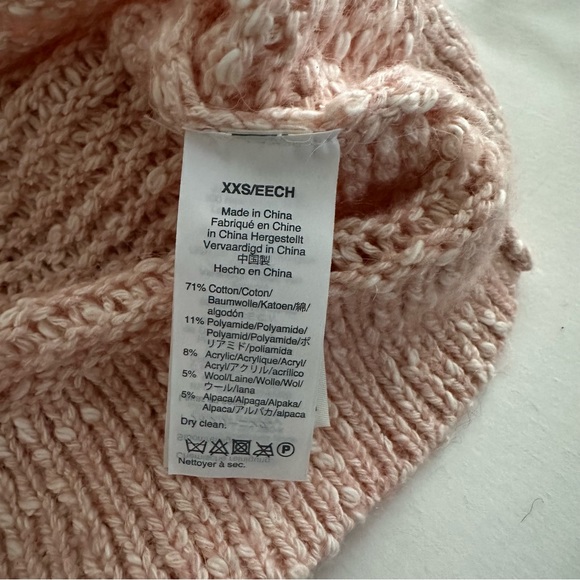 XXS/EECH
Made in China
Fabriqué en Chine
in China Hergestellt
Vervaardigd in China
中国製
Hecho en China
71% Cotton/Coton/
Baumwolle/Katoen/綿/
algodón
11% Polyamide/Polyamide/
Polyamid/Polyamide/ポ
リアミド/poliamida
8% Acrylic/Acrylique/Acryl/
Acryl/アクリル/acrílico
5% Wool/Laine/Wolle/Wol/
ウール/lana
5% Alpaca/Alpaga/Alpaka/
Alpaca/アルパカ/alpaca
Dry clean.
P
Nettoyer à sec.